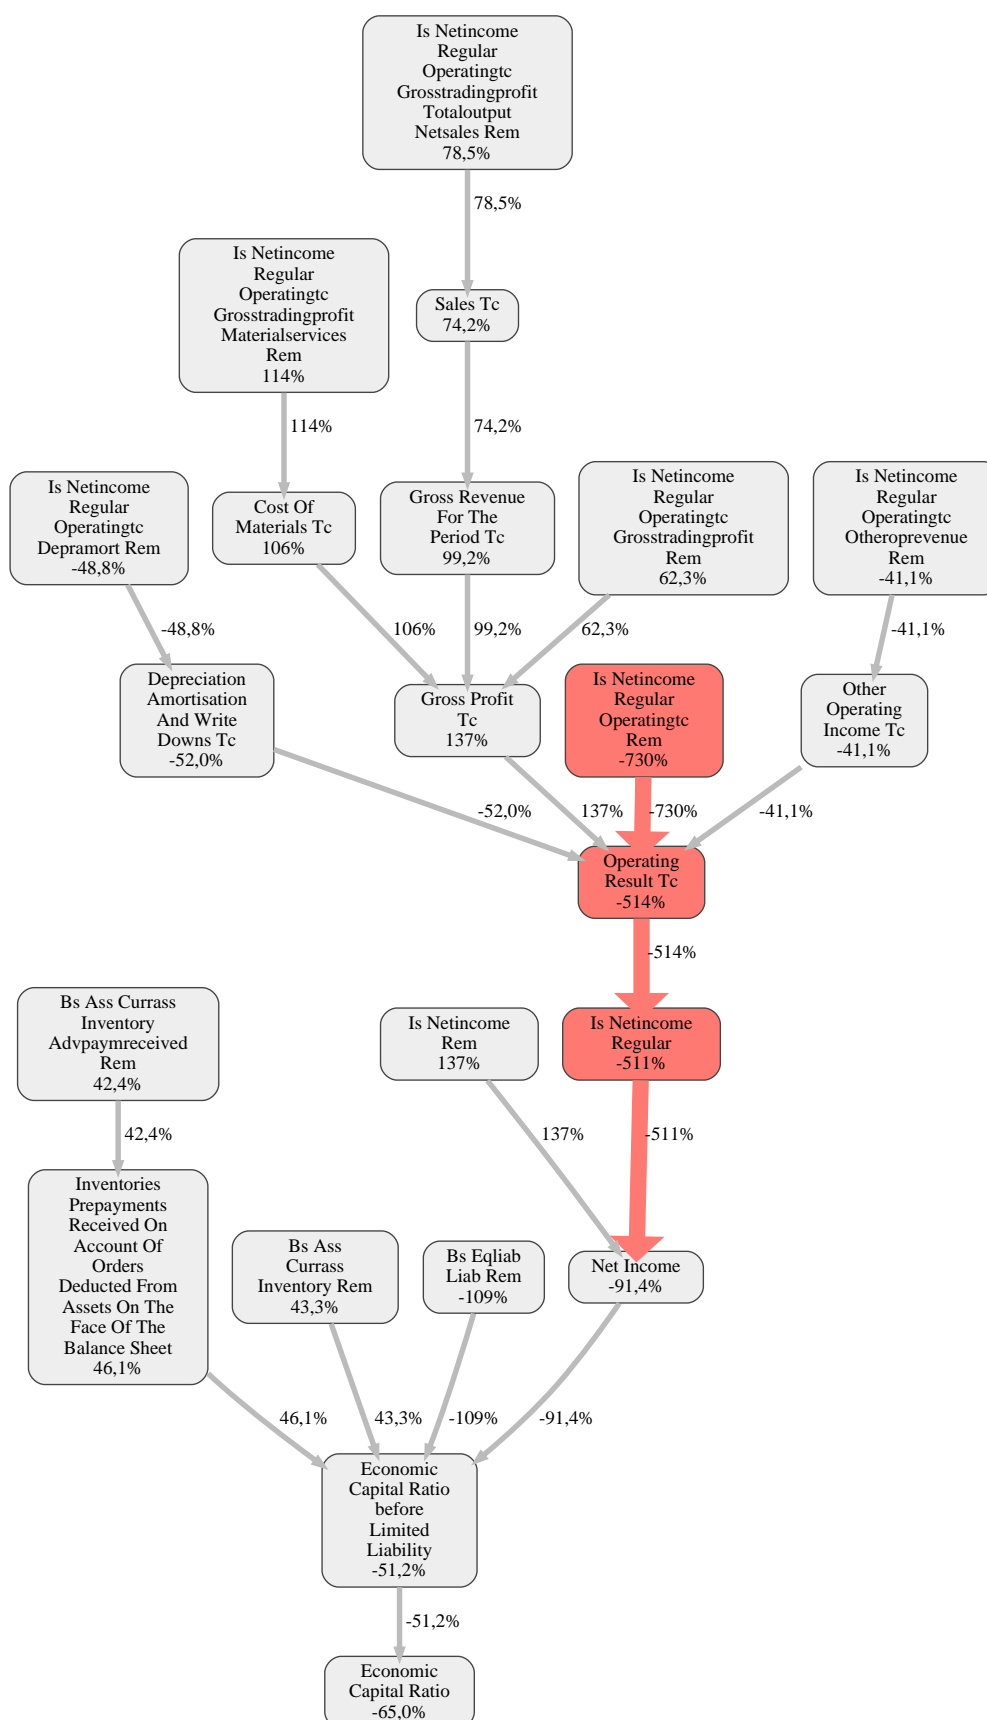 Is Netincome
Regular
Operatingtc
Grosstradingprofit
Totaloutput
Netsales Rem
78,5%
78,5%
Is Netincome
Regular
Operatingtc
Grosstradingprofit
Materialservices
Rem
114%
Sales Tc
74,2%
114%
74,2%
Is Netincome
Regular
Operatingtc
Depramort Rem
-48,8%
Cost Of
Materials Tc
106%
Gross Revenue
For The
Period Tc
99,2%
Is Netincome
Regular
Operatingtc
Grosstradingprofit
Rem
62,3%
Is Netincome
Regular
Operatingtc
Otheroprevenue
Rem
-41,1%
-48,8%
106%
99,2%
62,3%
-41,1%
Depreciation
Amortisation
And Write
Downs Tc
-52,0%
Gross Profit
Tc
137%
Is Netincome
Regular
Operatingtc
Rem
-730%
Other
Operating
Income Tc
-41,1%
-52,0%
137%
-730%
-41,1%
Operating
Result Tc
-514%
-514%
Bs Ass Currass
Inventory
Advpaymreceived
Rem
42,4%
Is Netincome
Rem
137%
Is Netincome
Regular
-511%
42,4%
137%
-511%
Inventories
Prepayments
Received On
Account Of
Orders
Deducted From
Assets On The
Face Of The
Balance Sheet
46,1%
Bs Ass
Currass
Inventory Rem
43,3%
Bs Eqliab
Liab Rem
-109%
Net Income
-91,4%
46,1%
43,3%
-109%
-91,4%
Economic
Capital Ratio
before
Limited
Liability
-51,2%
-51,2%
Economic
Capital Ratio
-65,0%